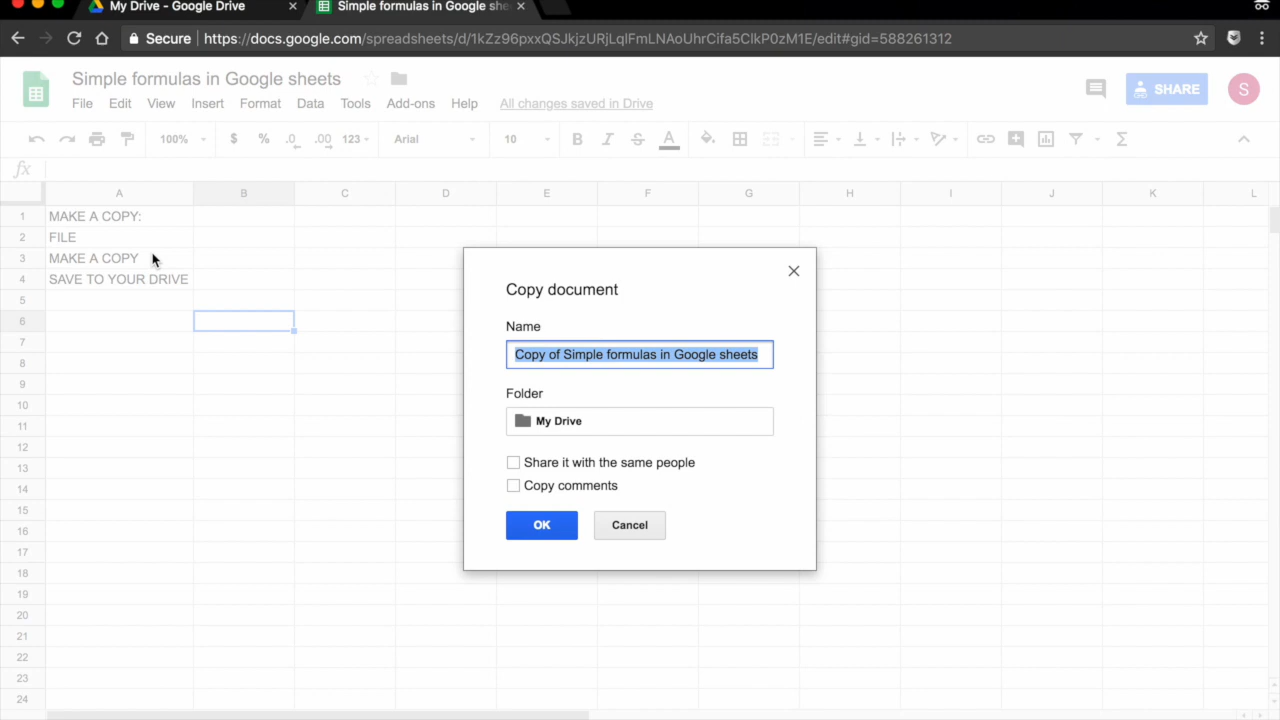 My Drive - Google Drive
Simple formulas in Google she
Secure https://docs.google.com/spreadsheets/d/1kZz96pxxQSJkjzURjLqlFmLNAoUhrCifa5ClkP0zM1E/edit#gid=588261312
Simple formulas in Google sheets
File Edit View Insert Format Data Tools Add-ons Help All changes saved in Drive
SHARE
S
100% $ % .0 .00 123 Arial 10 B I S A Σ
fx
A B C D E F G H I J K L
1 MAKE A COPY:
2 FILE
3 MAKE A COPY
4 SAVE TO YOUR DRIVE
5
6
7
8
9
10
11
12
13
14
15
16
17
18
19
20
21
22
23
24
Copy document
Name
Copy of Simple formulas in Google sheets
Folder
My Drive
Share it with the same people
Copy comments
OK Cancel